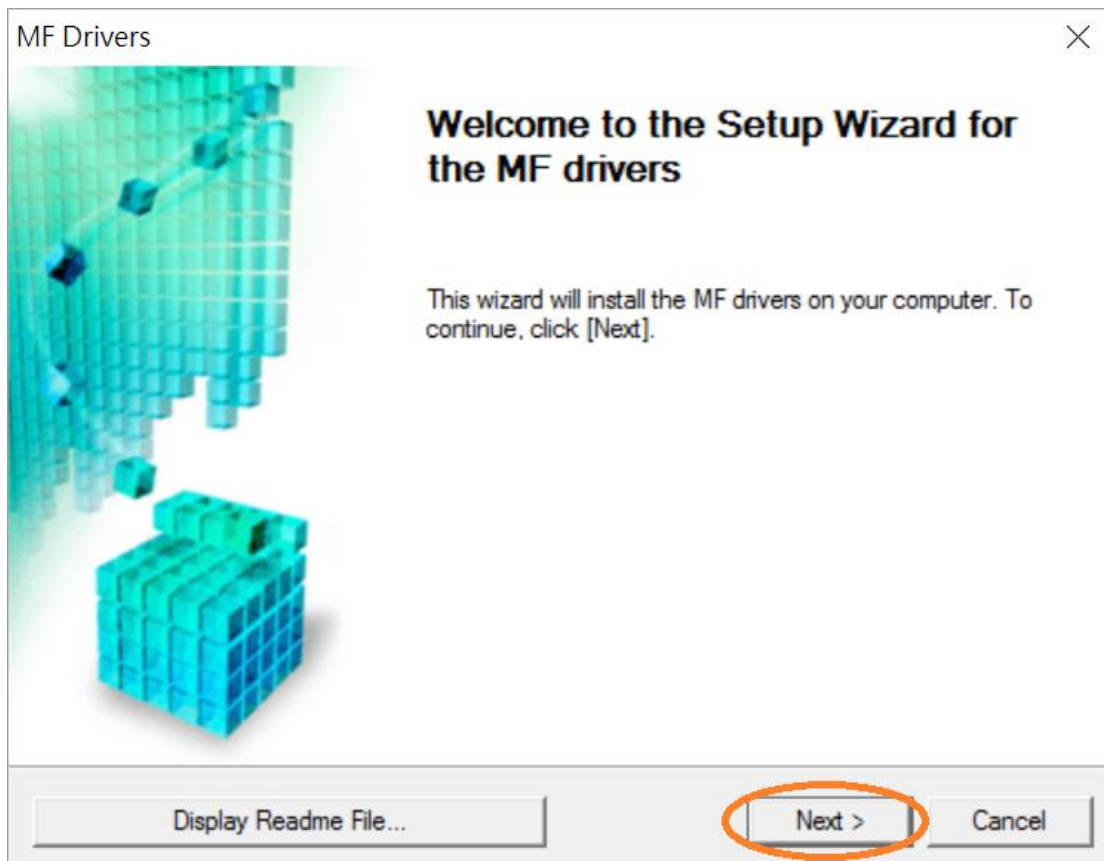 MF Drivers
Welcome to the Setup Wizard for
the MF drivers
This wizard will install the MF drivers on your computer. To
continue, click [Next].
Display Readme File...
Next >
Cancel